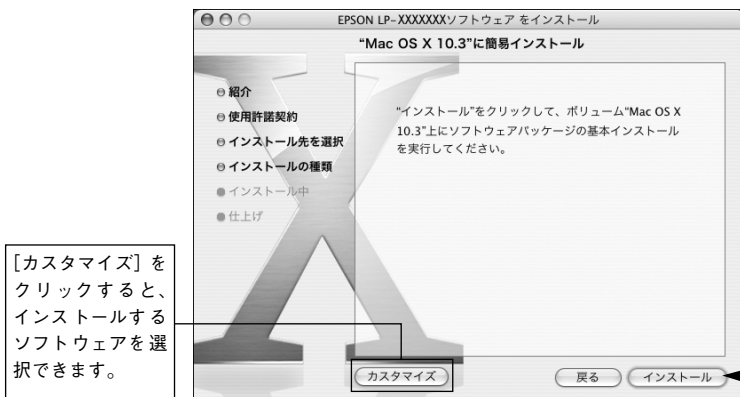 EPSON LP-XXXXXXXソフトウェア をインストール
“Mac OS X 10.3”に簡易インストール
紹介
使用許諾契約
インストール先を選択
インストールの種類
インストール中
仕上げ
“インストール”をクリックして、ボリューム“Mac OS X
10.3”上にソフトウェアパッケージの基本インストール
を実行してください。
［カスタマイズ］を
クリックすると、
インストールする
ソフトウェアを選
択できます。
カスタマイズ
戻る
インストール